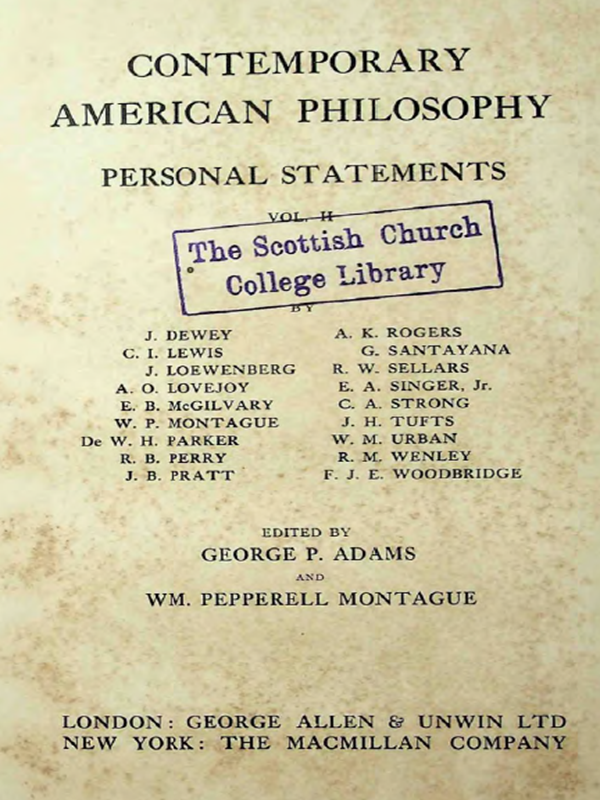 CONTEMPORARY
AMERICAN PHILOSOPHY
PERSONAL STATEMENTS
VOL. II
The Scottish Church
College Library
BY
J. DEWEY
C. I. LEWIS
J. LOEWENBERG
A. O. LOVEJOY
E. B. McGILVARY
W. P. MONTAGUE
De W. H. PARKER
R. B. PERRY
J. B. PRATT
A. K. ROGERS
G. SANTAYANA
R. W. SELLARS
E. A. SINGER, Jr.
C. A. STRONG
J. H. TUFTS
W. M. URBAN
R. M. WENLEY
F. J. E. WOODBRIDGE
EDITED BY
GEORGE P. ADAMS
AND
WM. PEPPERELL MONTAGUE
LONDON: GEORGE ALLEN & UNWIN LTD
NEW YORK: THE MACMILLAN COMPANY